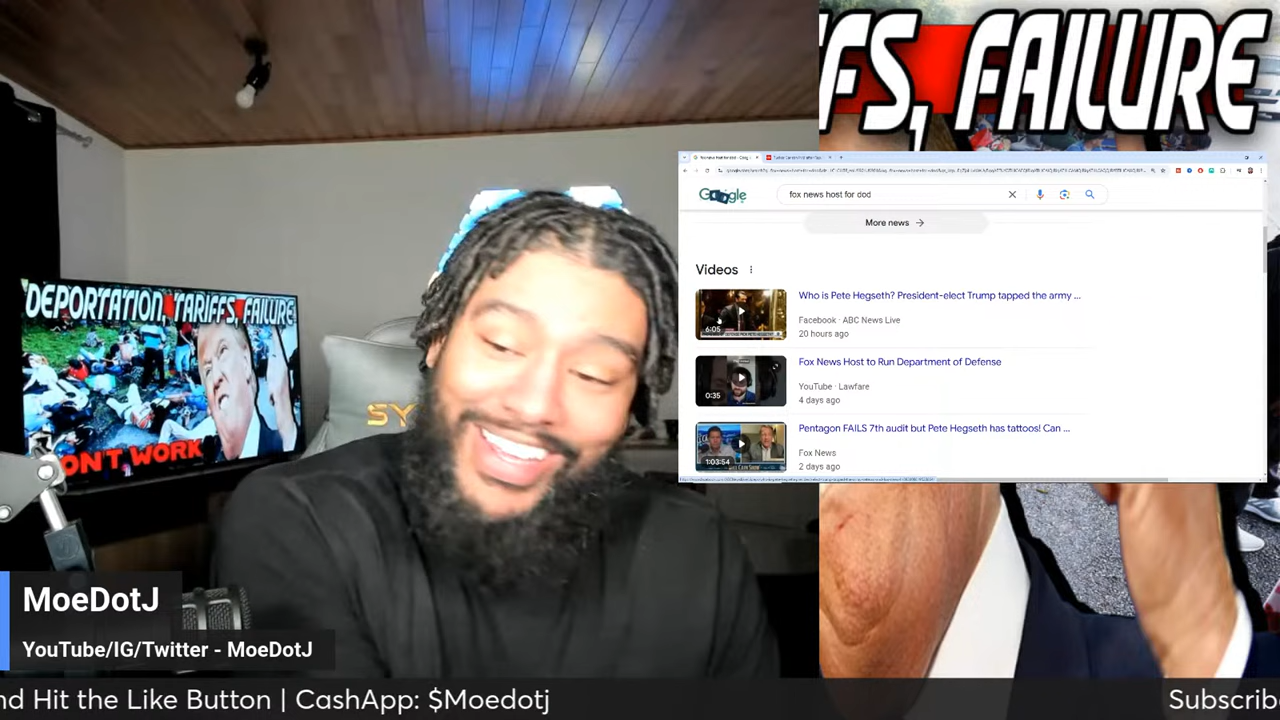 FS, FAILURE
Google
fox news host for dod
More news
Videos
Who is Pete Hegseth? President-elect Trump tapped the army ...
6:05
Facebook · ABC News Live
20 hours ago
Fox News Host to Run Department of Defense
YouTube · Lawfare
0:35
4 days ago
Pentagon FAILS 7th audit but Pete Hegseth has tattoos! Can ...
Fox News
1:03:54
2 days ago
DEPORTATION, TARIFFS, FAILURE
ON'T WORK
SY
MoeDotJ
YouTube/IG/Twitter - MoeDotJ
nd Hit the Like Button | CashApp: $Moedotj
Subscrib